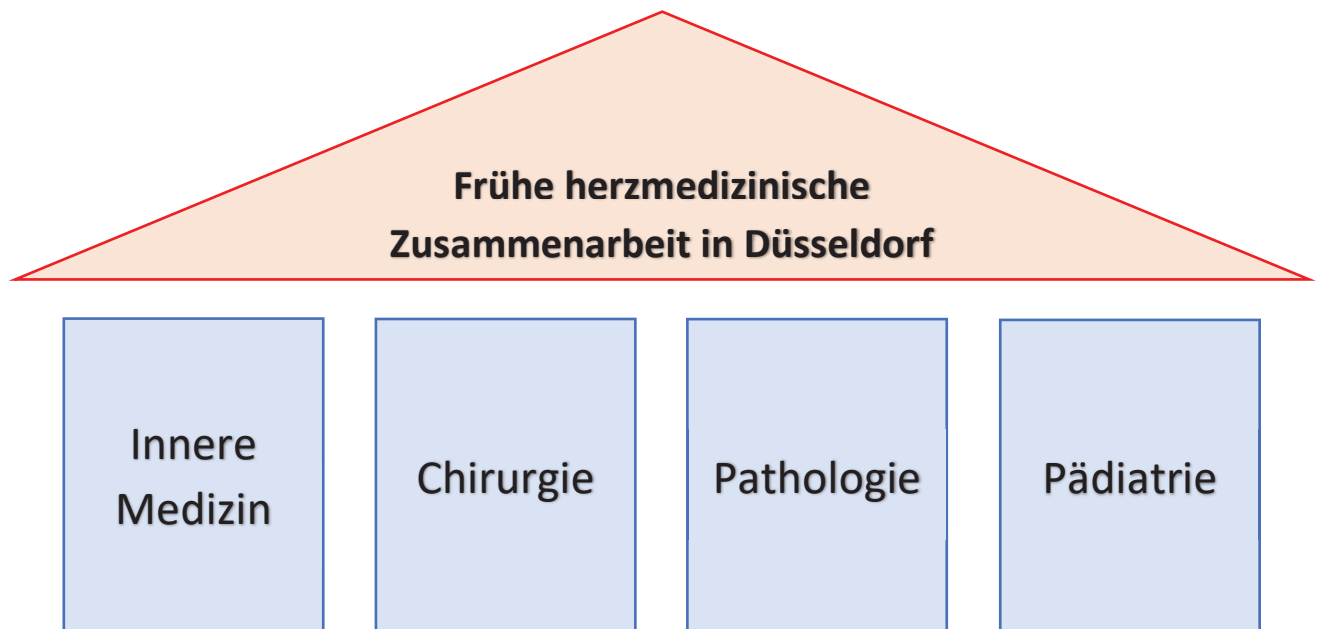 Frühe herzmedizinische
Zusammenarbeit in Düsseldorf
Innere
Medizin
Chirurgie
Pathologie
Pädiatrie